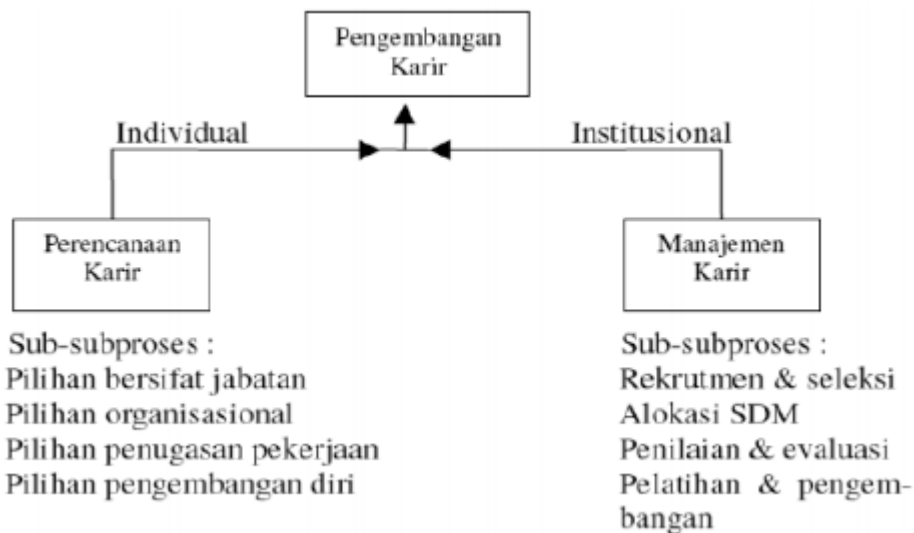 Pengembangan
Karir
Individual
Institusional
Perencanaan
Karir
Manajemen
Karir
Sub-subproses :
Pilihan bersifat jabatan
Pilihan organisasional
Pilihan penugasan pekerjaan
Pilihan pengembangan diri
Sub-subproses :
Rekrutmen & seleksi
Alokasi SDM
Penilaian & evaluasi
Pelatihan & pengem-
bangan